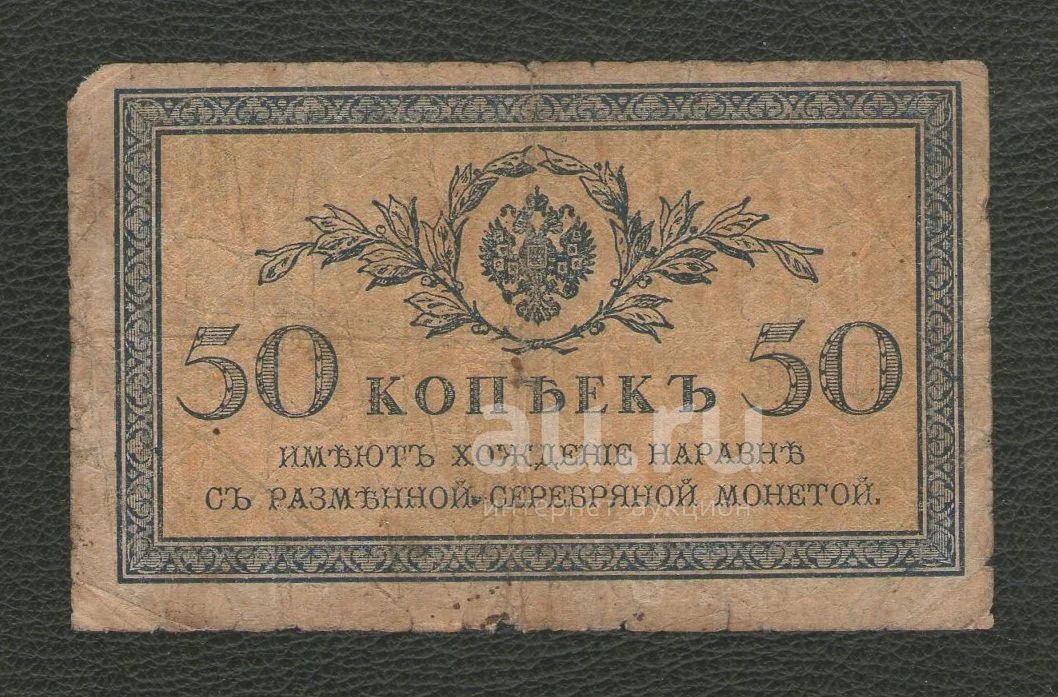 50 КОПѢЕКЪ 50
ИМѢЮТЪ ХОЖДЕНІЕ НАРАВНѢ
СЪ РАЗМѢННОЙ СЕРЕБРЯНОЙ МОНЕТОЙ.
au.ru
интернет-аукцион